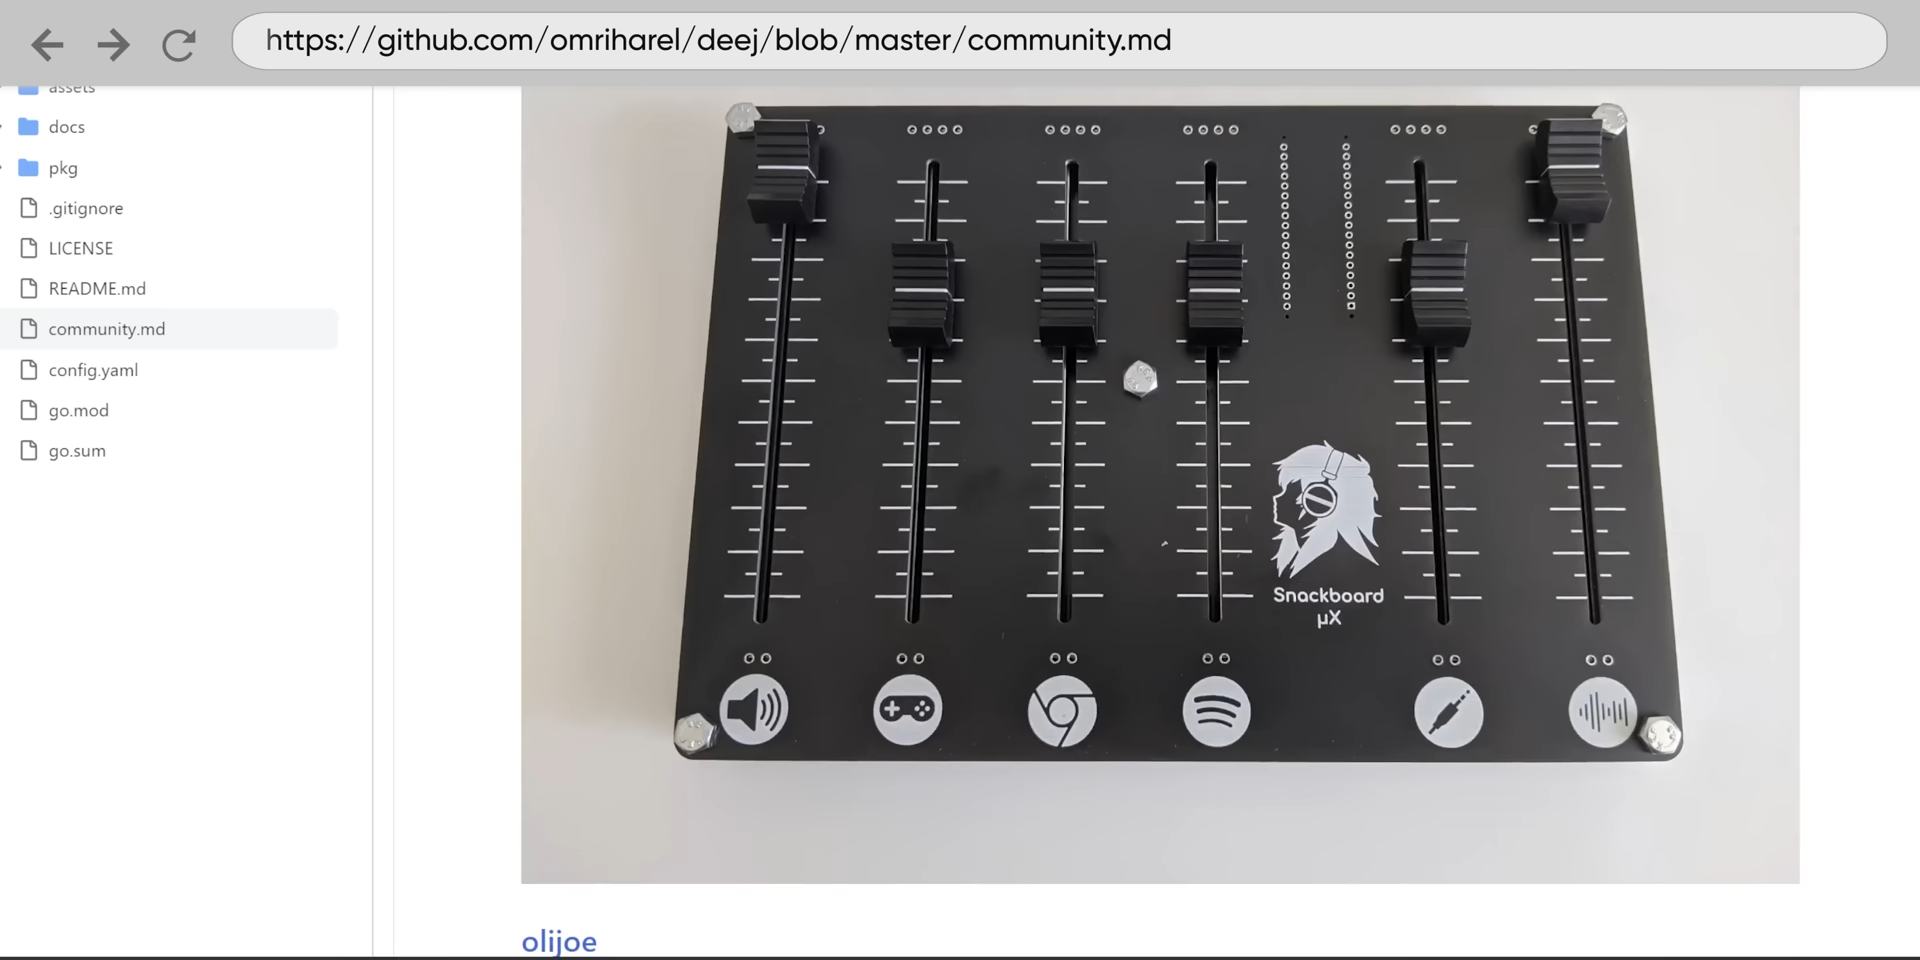 https://github.com/omriharel/deej/blob/master/community.md
assets
docs
pkg
.gitignore
LICENSE
README.md
community.md
config.yaml
go.mod
go.sum
Snackboard
µX
olijoe